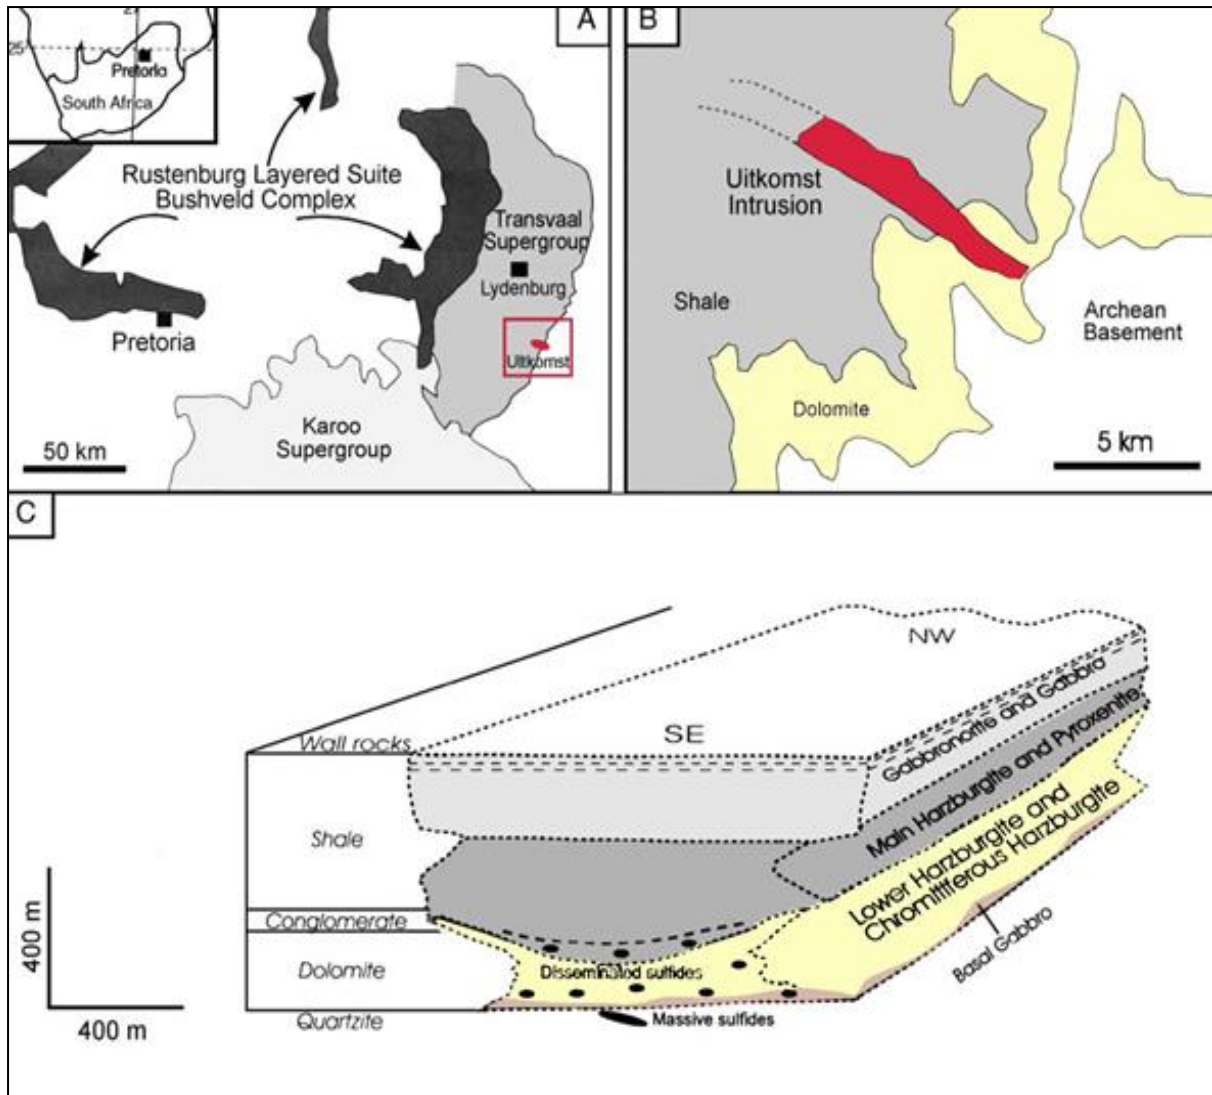 A
25
Pretoria
South Africa
Rustenburg Layered Suite
Bushveld Complex
Transvaal
Supergroup
Lydenburg
Uitkomst
Pretoria
Karoo
Supergroup
50 km
B
Uitkomst
Intrusion
Shale
Archean
Basement
Dolomite
5 km
C
NW
SE
Wall rocks
Gabbronorite and Gabbro
Main Harzburgite and Pyroxenite
Lower Harzburgite and
Chromititferous Harzburgite
Basal Gabbro
Shale
Conglomerate
Dolomite
Quartzite
Disseminated sulfides
Massive sulfides
400 m
400 m